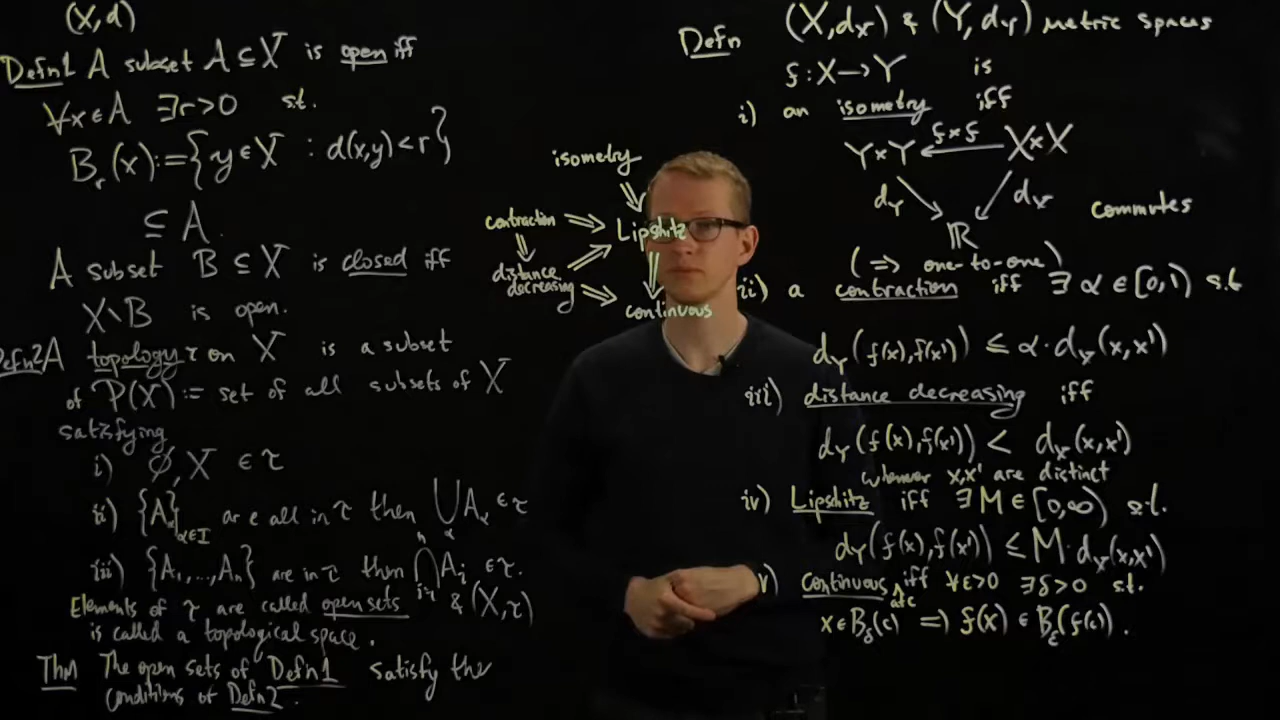 (X, d)
Defn1 A subset A ⊆ X is open iff
∀x∈A ∃r>0 s.t.
B_r(x):={y∈X : d(x,y)<r}
⊆ A.
A subset B ⊆ X is closed iff
X\B is open.
Defn2 A topology τ on X is a subset
of P(X):= set of all subsets of X
satisfying
i) ∅, X ∈ τ
ii) {A_α}_{α∈I} are all in τ then ⋃_α A_α ∈ τ
iii) {A_1,...,A_n} are in τ then ⋂_{i=1}^n A_i ∈ τ.
Elements of τ are called open sets & (X,τ)
is called a topological space.
Thm The open sets of Defn1 satisfy the
conditions of Defn2.
isometry
contraction ⇒ Lipshitz
distance
decreasing ⇒ continuous
Defn (X,d_X) & (Y,d_Y) metric spaces
f: X→Y is
i) an isometry iff
Y×Y ←f×f— X×X
d_Y d_X commutes
ℝ
(⇒ one-to-one)
ii) a contraction iff ∃ α ∈ [0,1) s.t.
d_Y(f(x),f(x')) ≤ α·d_X(x,x')
iii) distance decreasing iff
d_Y(f(x),f(x')) < d_X(x,x')
whenever x,x' are distinct
iv) Lipshitz iff ∃ M ∈ [0,∞) s.t.
d_Y(f(x),f(x')) ≤ M·d_X(x,x')
v) continuous at c iff ∀ε>0 ∃δ>0 s.t.
x∈B_δ(c) ⇒ f(x) ∈ B_ε(f(c)).